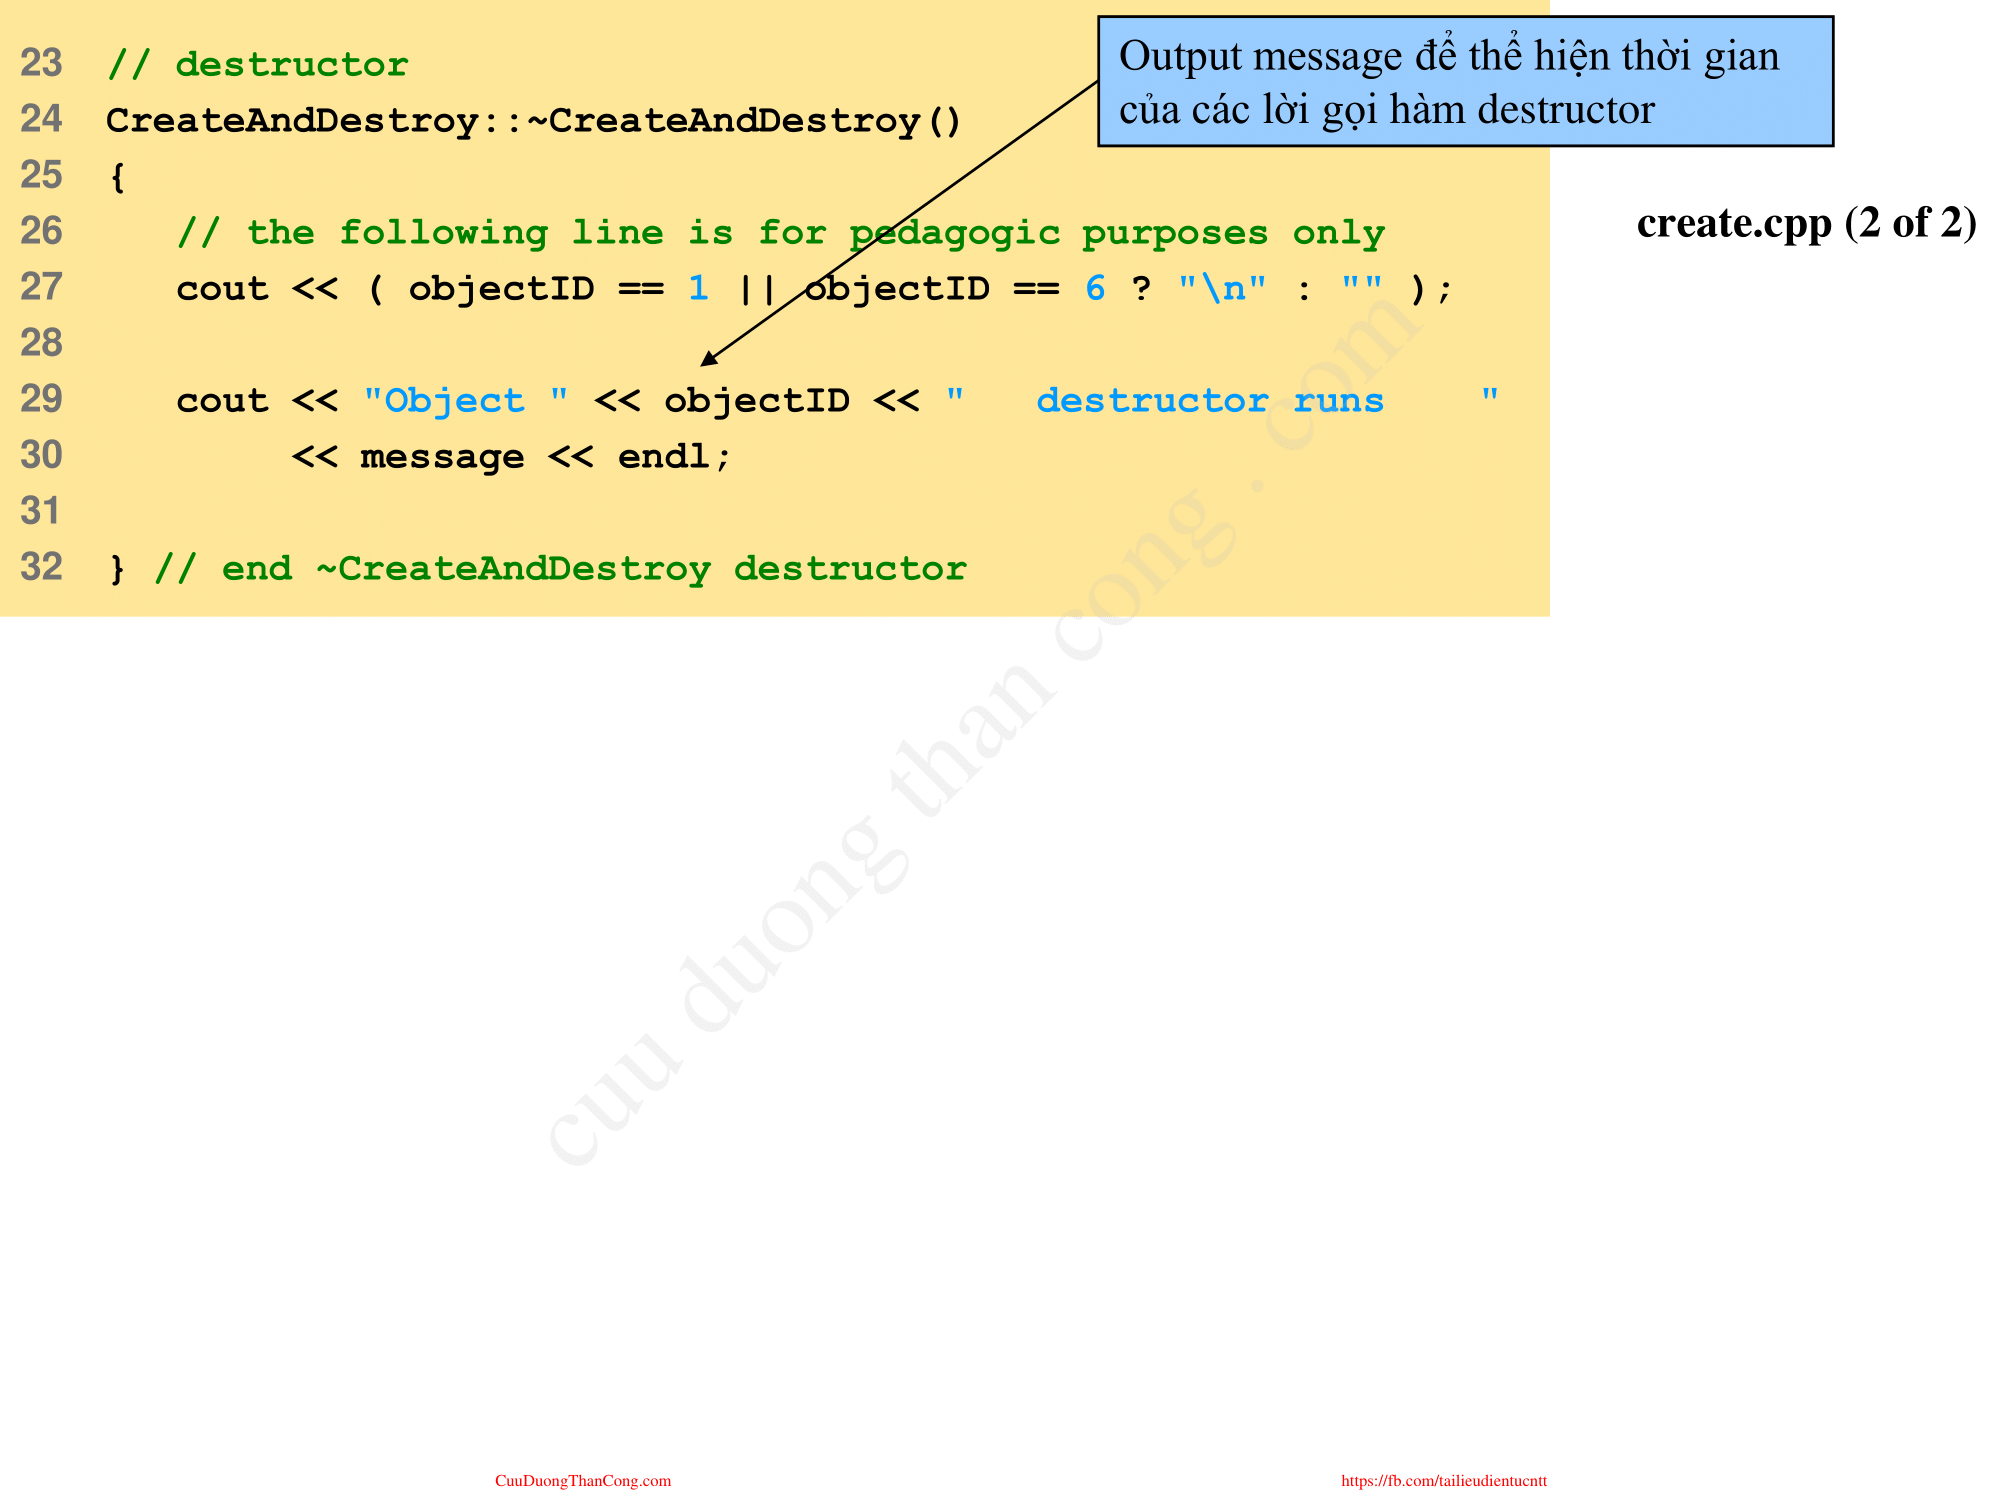 Output message để thể hiện thời gian
của các lời gọi hàm destructor
23 // destructor
24 CreateAndDestroy::~CreateAndDestroy()
25 {
26 // the following line is for pedagogic purposes only
27 cout << ( objectID == 1 || objectID == 6 ? "\n" : "" );
28
29 cout << "Object " << objectID << "   destructor runs    "
30 << message << endl;
31
32 } // end ~CreateAndDestroy destructor
create.cpp (2 of 2)
cuu duong than cong . com
CuuDuongThanCong.com
https://fb.com/tailieudientucntt